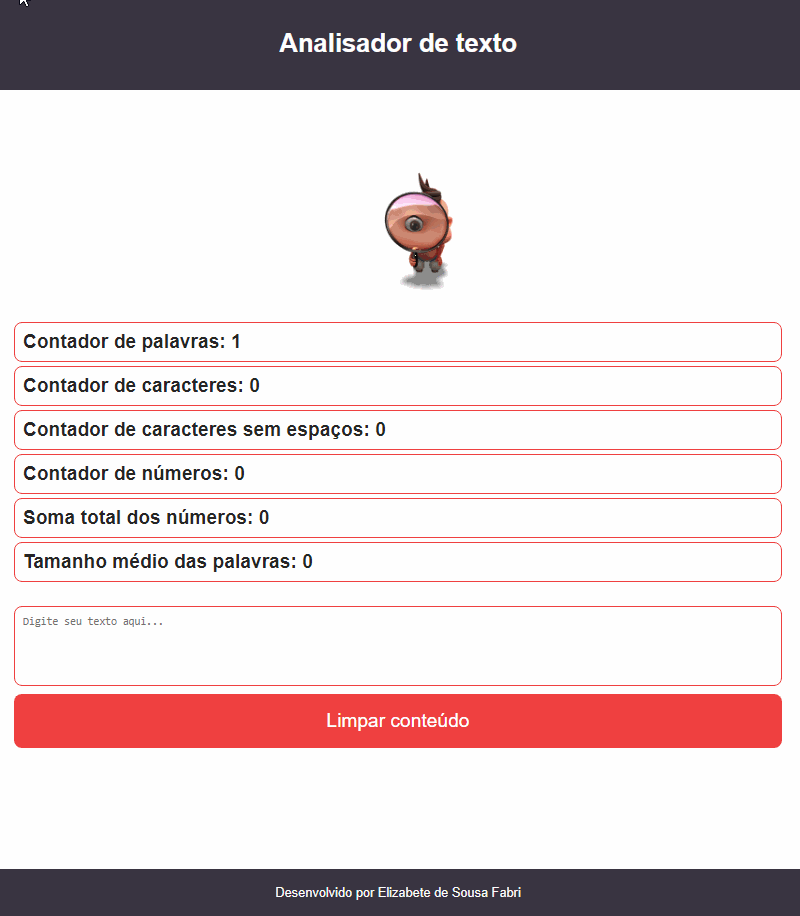 Analisador de texto
Contador de palavras: 1
Contador de caracteres: 0
Contador de caracteres sem espaços: 0
Contador de números: 0
Soma total dos números: 0
Tamanho médio das palavras: 0
Digite seu texto aqui...
Limpar conteúdo
Desenvolvido por Elizabete de Sousa Fabri